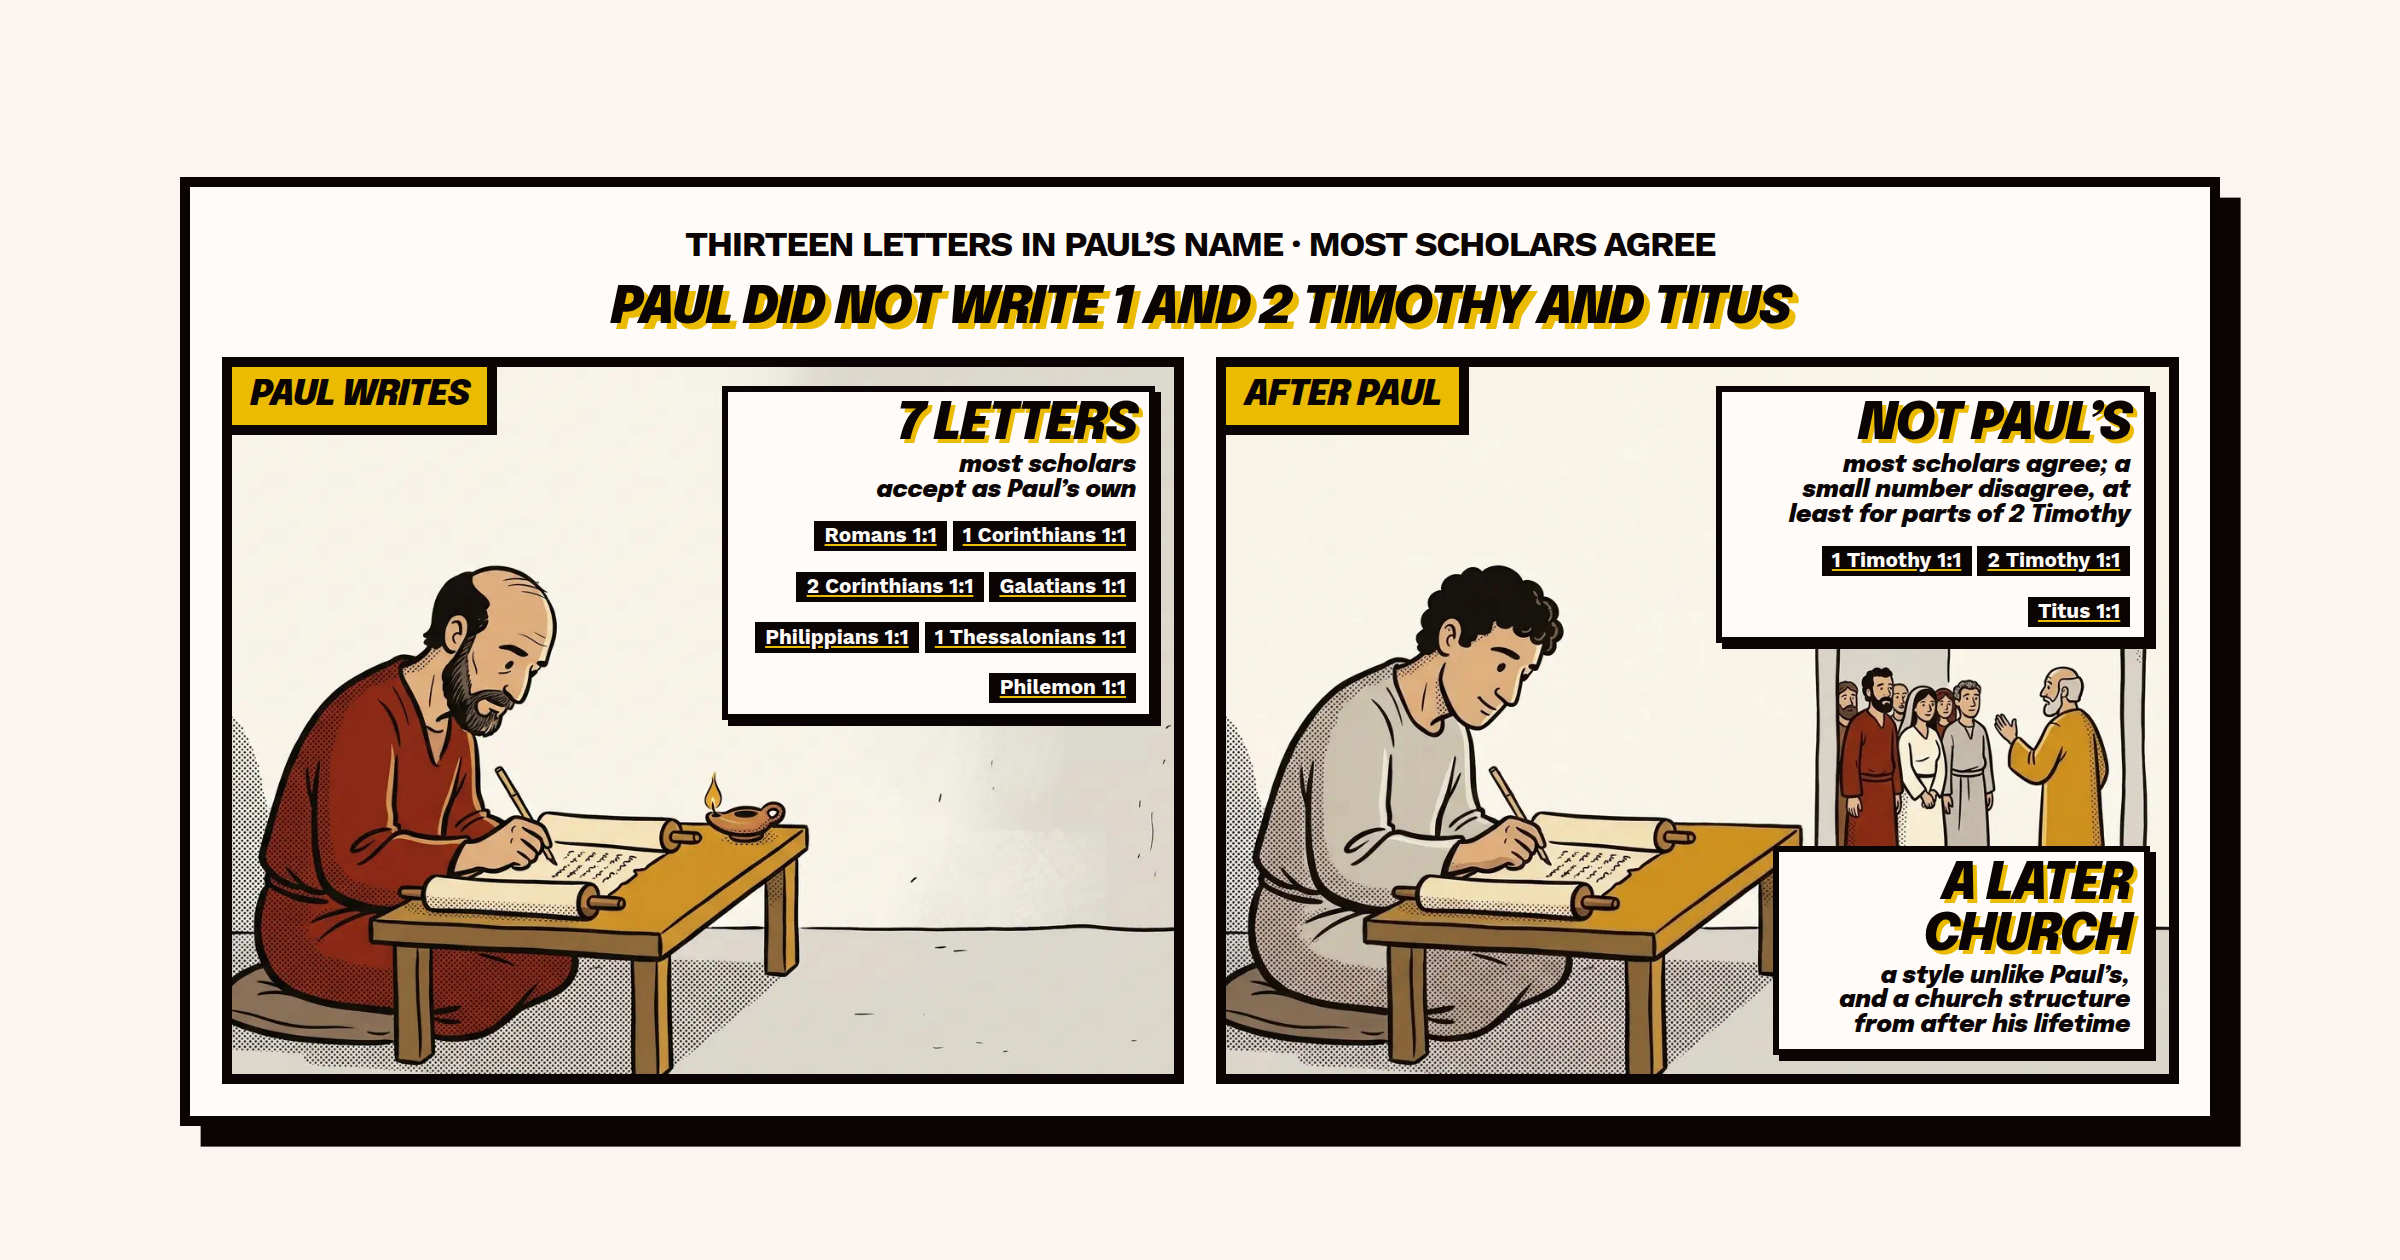 THIRTEEN LETTERS IN PAUL’S NAME · MOST SCHOLARS AGREE
PAUL DID NOT WRITE 1 AND 2 TIMOTHY AND TITUS
PAUL WRITES
7 LETTERS
most scholars
accept as Paul’s own
Romans 1:1 1 Corinthians 1:1
2 Corinthians 1:1 Galatians 1:1
Philippians 1:1 1 Thessalonians 1:1
Philemon 1:1
AFTER PAUL
NOT PAUL’S
most scholars agree; a
small number disagree, at
least for parts of 2 Timothy
1 Timothy 1:1 2 Timothy 1:1
Titus 1:1
A LATER
CHURCH
a style unlike Paul’s,
and a church structure
from after his lifetime